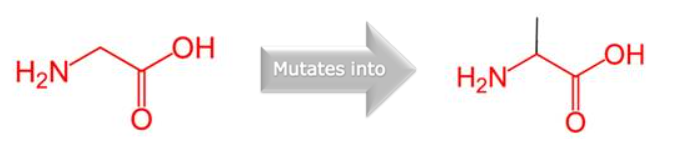 H₂N
OH
O
Mutates into
H₂N
OH
O